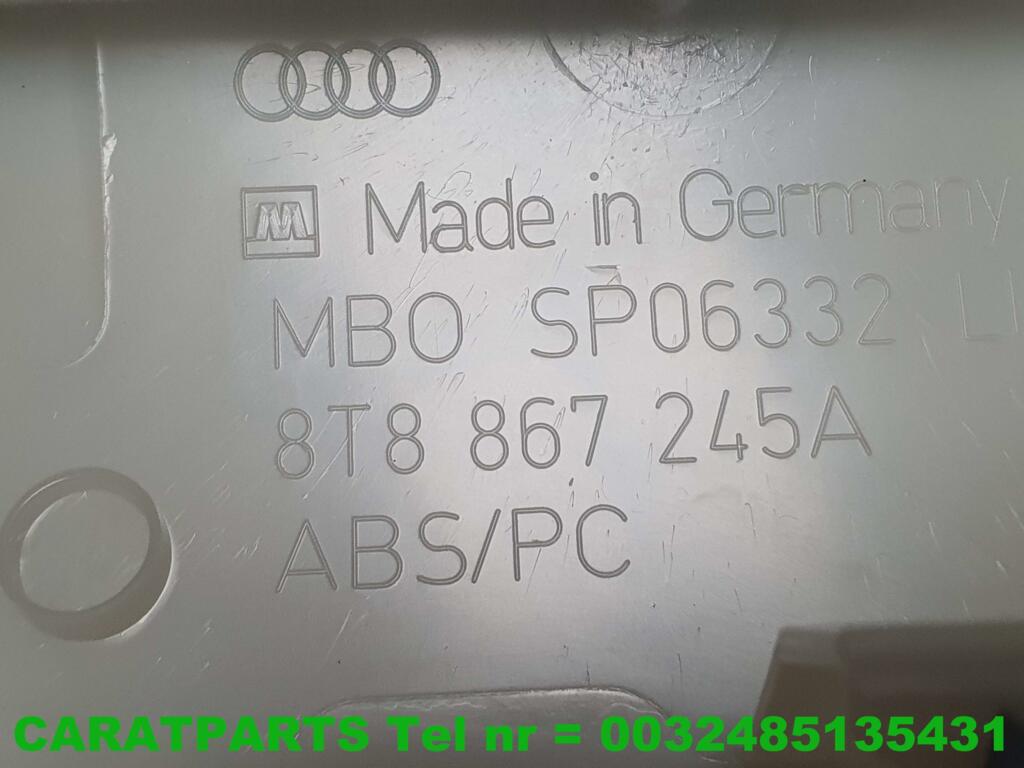 Made in Germany
MBO SP06332
8T8 867 245A
ABS/PC
CARATPARTS Tel nr = 0032485135431